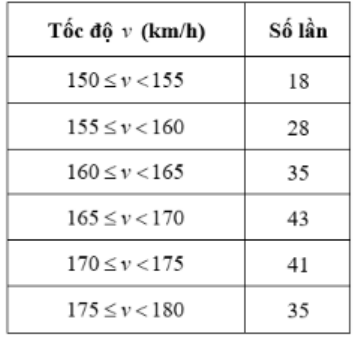 Tốc độ v (km/h) Số lần
150 ≤ v < 155 18
155 ≤ v < 160 28
160 ≤ v < 165 35
165 ≤ v < 170 43
170 ≤ v < 175 41
175 ≤ v < 180 35